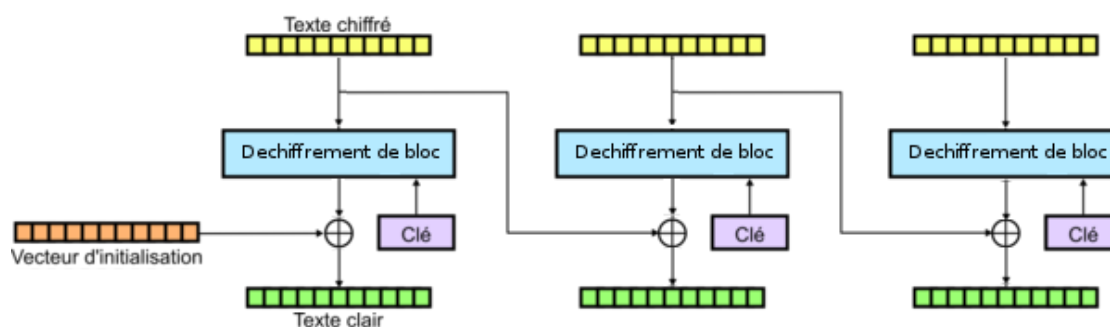 Texte chiffré
Dechiffrement de bloc
Dechiffrement de bloc
Dechiffrement de bloc
Clé
Clé
Clé
Vecteur d'initialisation
Texte clair